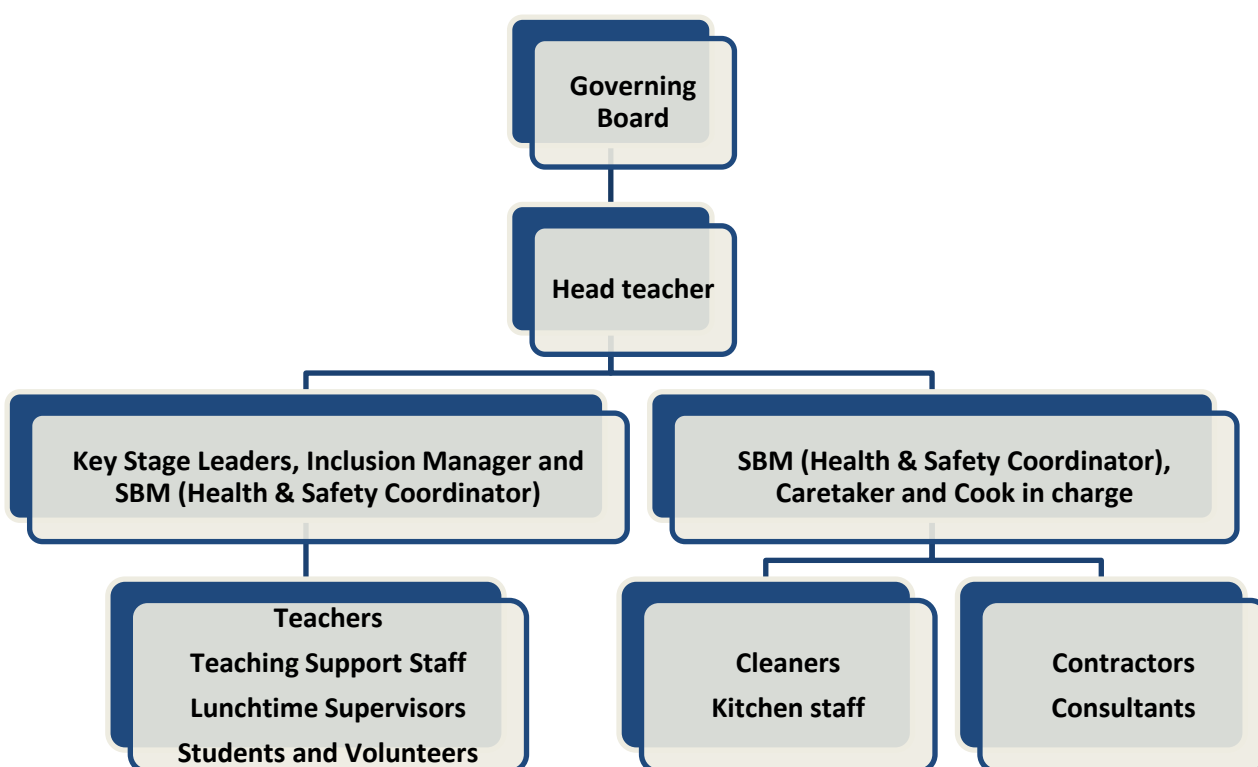 Governing
Board
Head teacher
Key Stage Leaders, Inclusion Manager and
SBM (Health & Safety Coordinator)
SBM (Health & Safety Coordinator),
Caretaker and Cook in charge
Teachers
Teaching Support Staff
Lunchtime Supervisors
Students and Volunteers
Cleaners
Kitchen staff
Contractors
Consultants